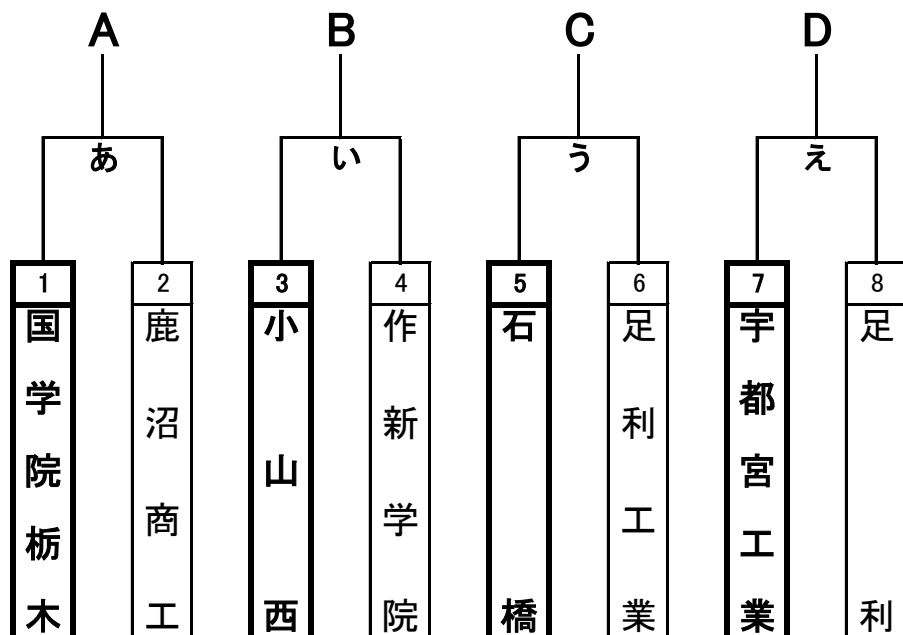 A B C D
あ い う え
1 2 3 4 5 6 7 8
国学院栃木
鹿沼商工
小山西
作新学院
石橋
足利工業
宇都宮工業
足利